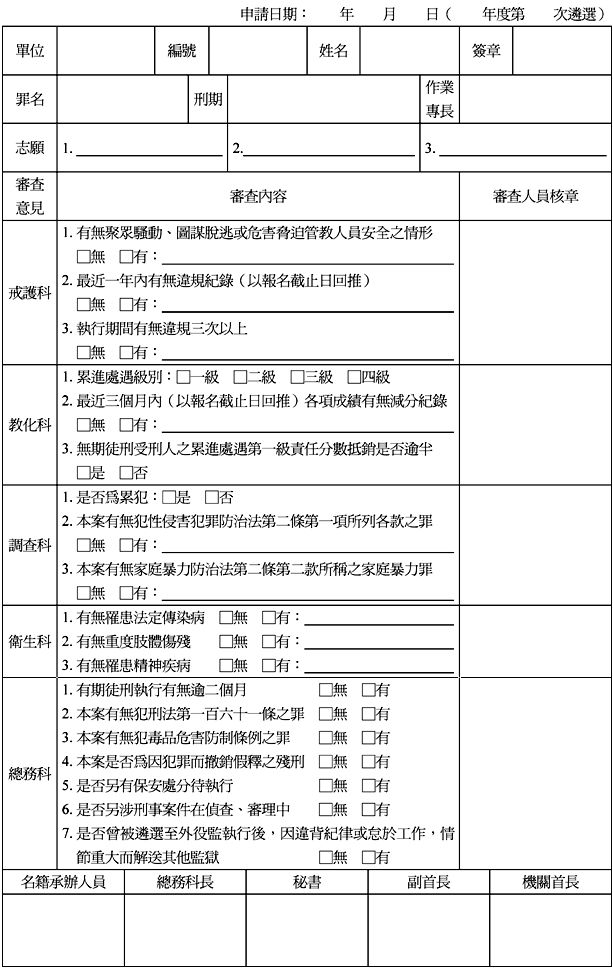 申請日期： 年 月 日（ 年度第 次遴選）
單位 編號 姓名 簽章
罪名 刑期 作業專長
志願 1. 2. 3.
審查意見 審查內容 審查人員核章
戒護科
1. 有無聚眾騷動、圖謀脫逃或危害脅迫管教人員安全之情形
□無 □有：
2. 最近一年內有無違規紀錄（以報名截止日回推）
□無 □有：
3. 執行期間有無違規三次以上
□無 □有：
教化科
1. 累進處遇級別：□一級 □二級 □三級 □四級
2. 最近三個月內（以報名截止日回推）各項成績有無減分紀錄
□無 □有：
3. 無期徒刑受刑人之累進處遇第一級責任分數抵銷是否逾半
□是 □否
調查科
1. 是否爲累犯：□是 □否
2. 本案有無犯性侵害犯罪防治法第二條第一項所列各款之罪
□無 □有：
3. 本案有無家庭暴力防治法第二條第二款所稱之家庭暴力罪
□無 □有：
衛生科
1. 有無罹患法定傳染病 □無 □有：
2. 有無重度肢體傷殘 □無 □有：
3. 有無罹患精神疾病 □無 □有：
總務科
1. 有期徒刑執行有無逾二個月 □無 □有
2. 本案有無犯刑法第一百六十一條之罪 □無 □有
3. 本案有無犯毒品危害防制條例之罪 □無 □有
4. 本案是否爲因犯罪而撤銷假釋之殘刑 □無 □有
5. 是否另有保安處分待執行 □無 □有
6. 是否另涉刑事案件在偵查、審理中 □無 □有
7. 是否曾被遴選至外役監執行後，因違背紀律或怠於工作，情
節重大而解送其他監獄 □無 □有
名籍承辦人員 總務科長 秘書 副首長 機關首長